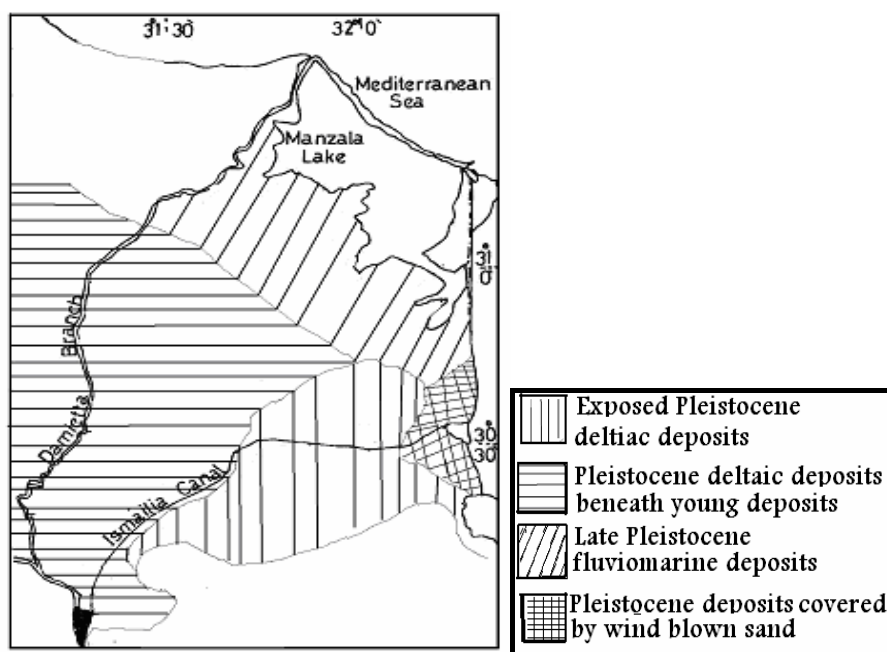 31° 30'
32° 0'
Mediterranean
Sea
Manzala
Lake
31°
0'
Branch
Damietta
30°
30'
Ismailia Canal
Exposed Pleistocene
deltiac deposits
Pleistocene deltaic deposits
beneath young deposits
Late Pleistocene
fluviomarine deposits
Pleistocene deposits covered
by wind blown sand